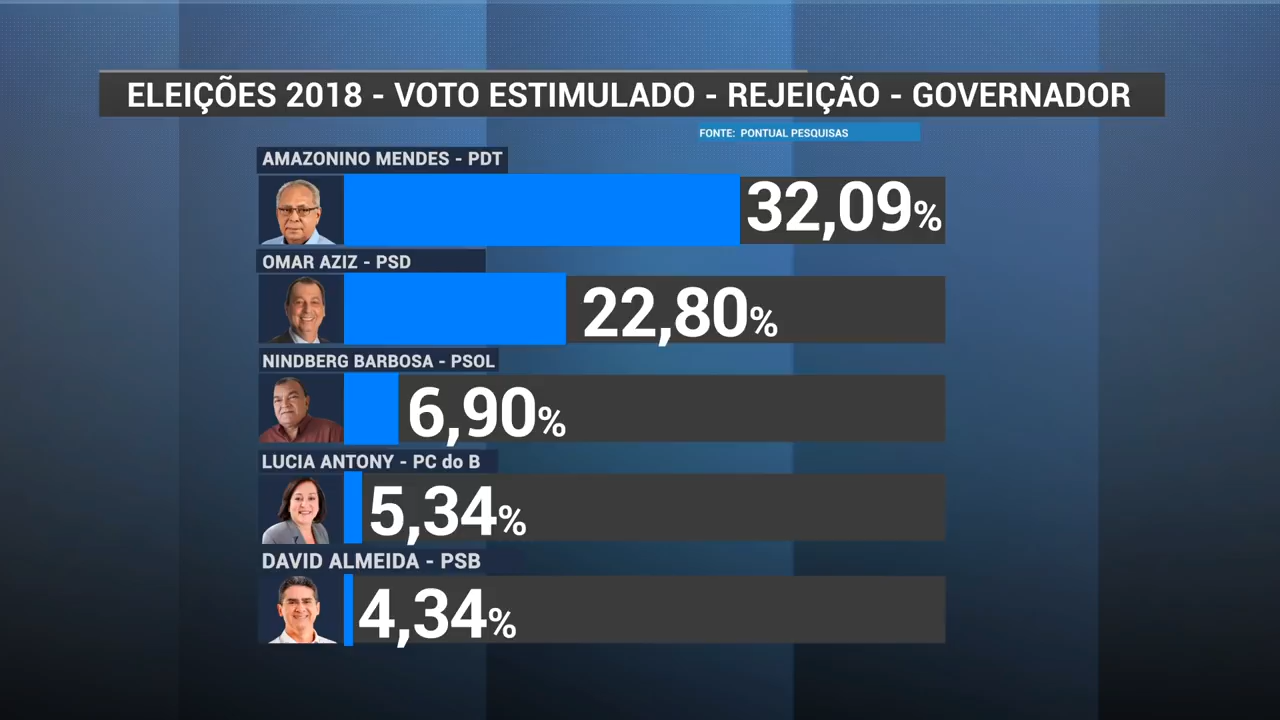 ELEIÇÕES 2018 - VOTO ESTIMULADO - REJEIÇÃO - GOVERNADOR
FONTE: PONTUAL PESQUISAS
AMAZONINO MENDES - PDT
32,09%
OMAR AZIZ - PSD
22,80%
NINDBERG BARBOSA - PSOL
6,90%
LUCIA ANTONY - PC do B
5,34%
DAVID ALMEIDA - PSB
4,34%